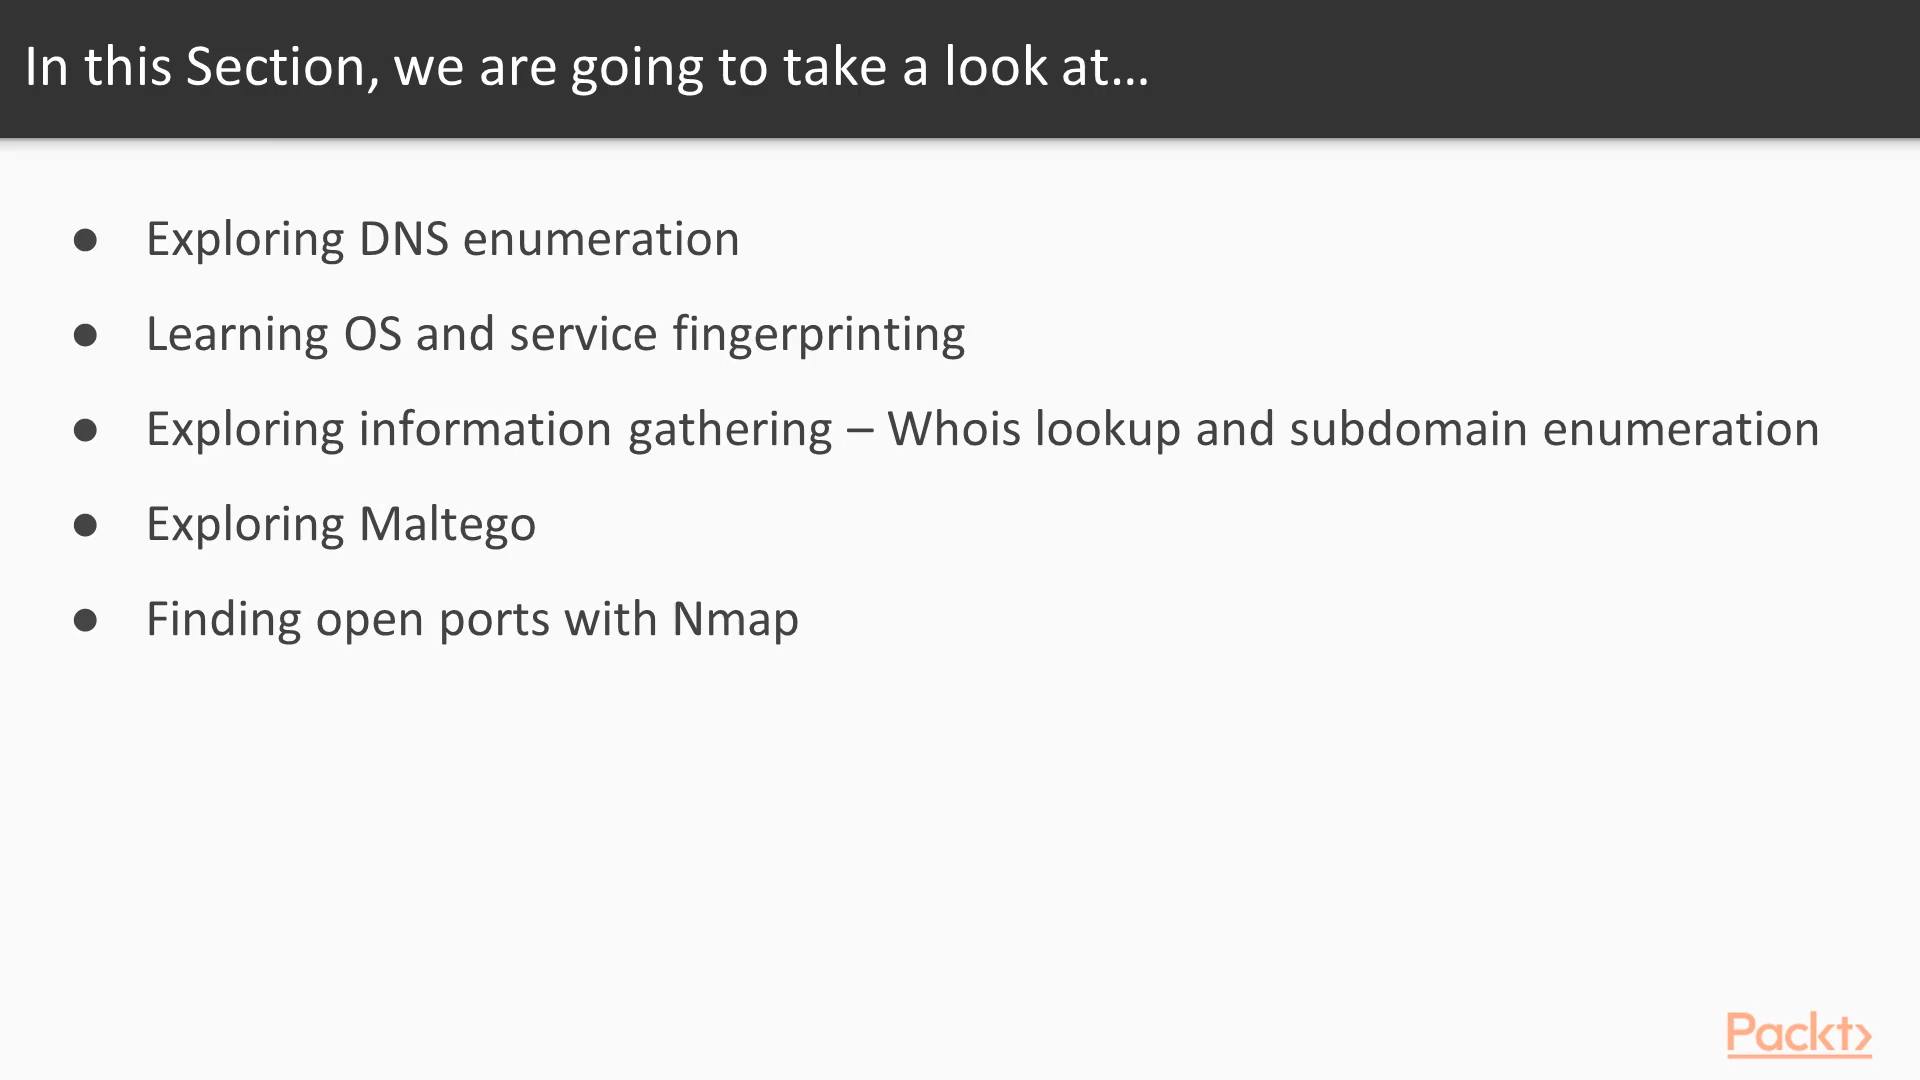 In this Section, we are going to take a look at…
● Exploring DNS enumeration
● Learning OS and service fingerprinting
● Exploring information gathering – Whois lookup and subdomain enumeration
● Exploring Maltego
● Finding open ports with Nmap
Packt>